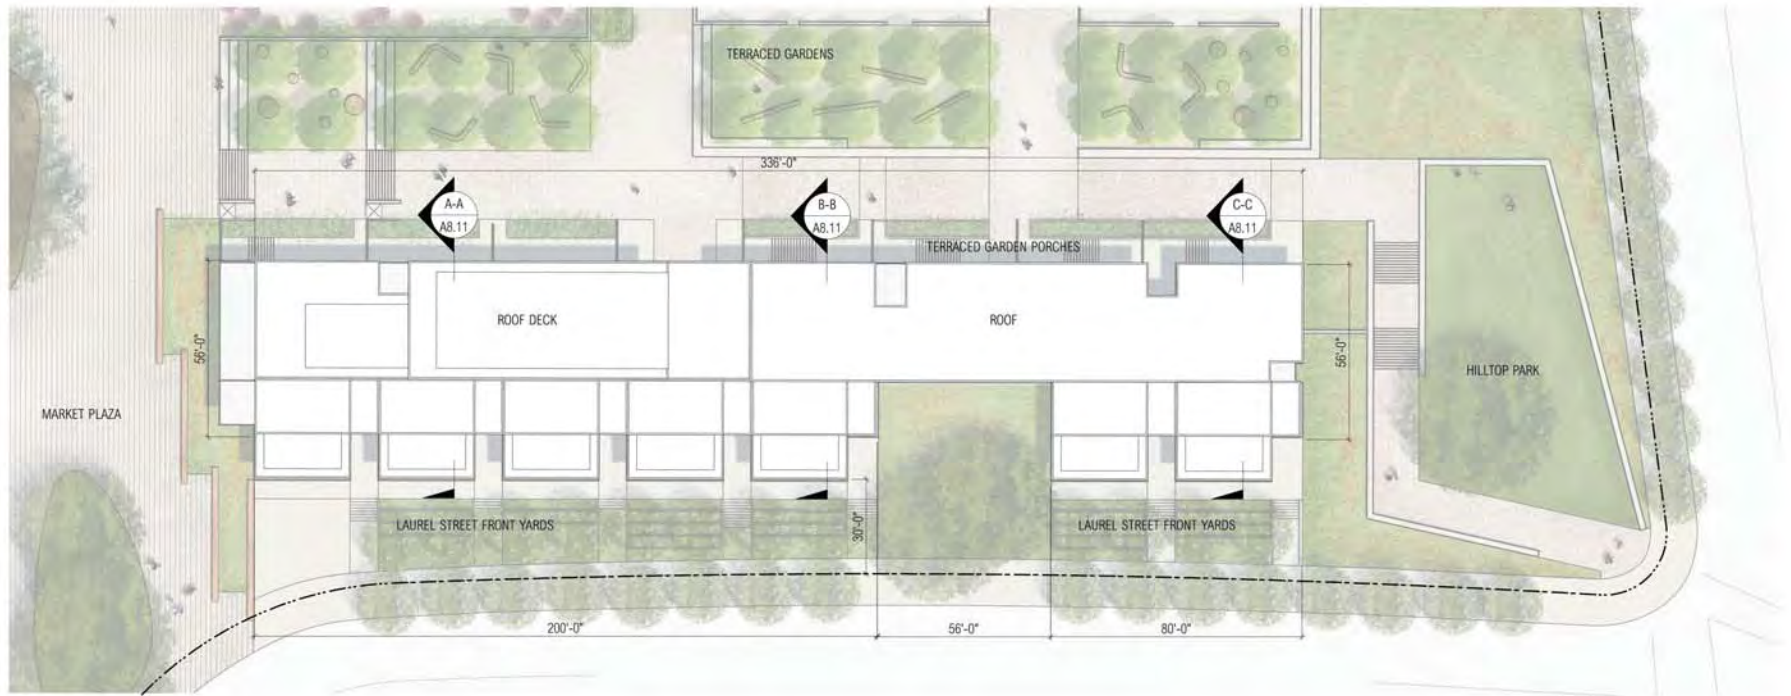 TERRACED GARDENS
336'-0"
A-A
A8.11
B-B
A8.11
C-C
A8.11
TERRACED GARDEN PORCHES
ROOF DECK
ROOF
56'-0"
56'-0"
HILLTOP PARK
MARKET PLAZA
LAUREL STREET FRONT YARDS
30'-0"
LAUREL STREET FRONT YARDS
200'-0"
56'-0"
80'-0"